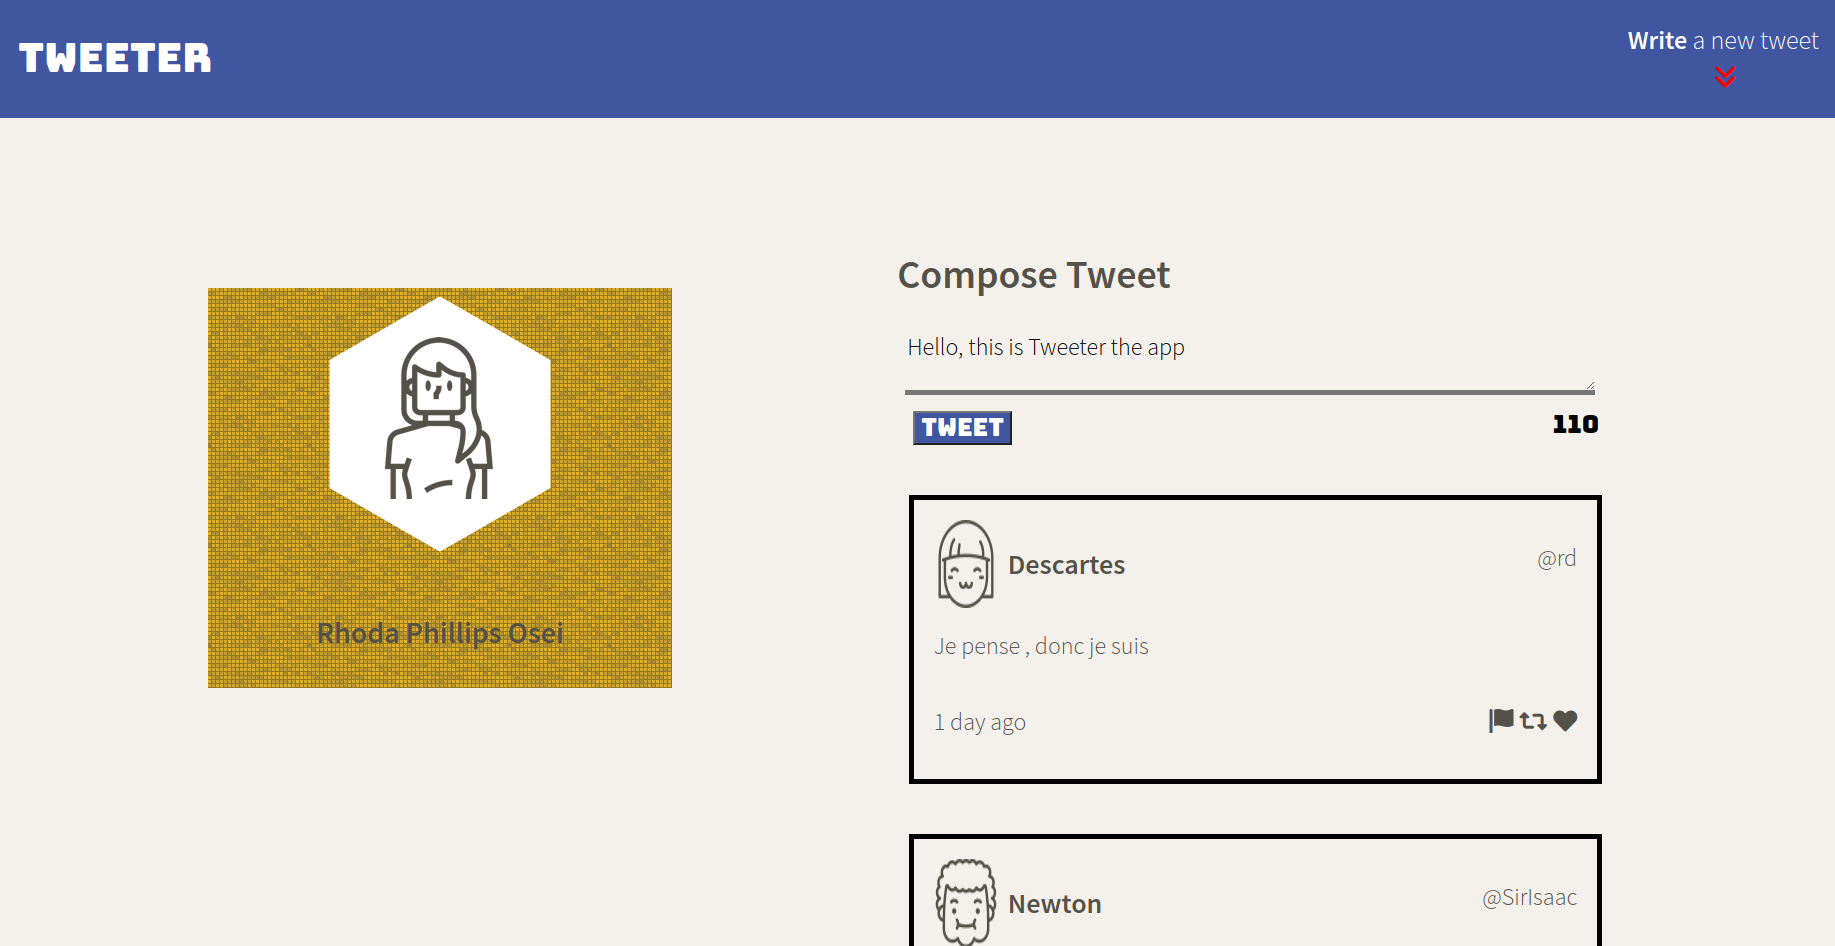 TWEETER
Write a new tweet
Rhoda Phillips Osei
Compose Tweet
Hello, this is Tweeter the app
TWEET
110
Descartes
@rd
Je pense , donc je suis
1 day ago
Newton
@SirIsaac